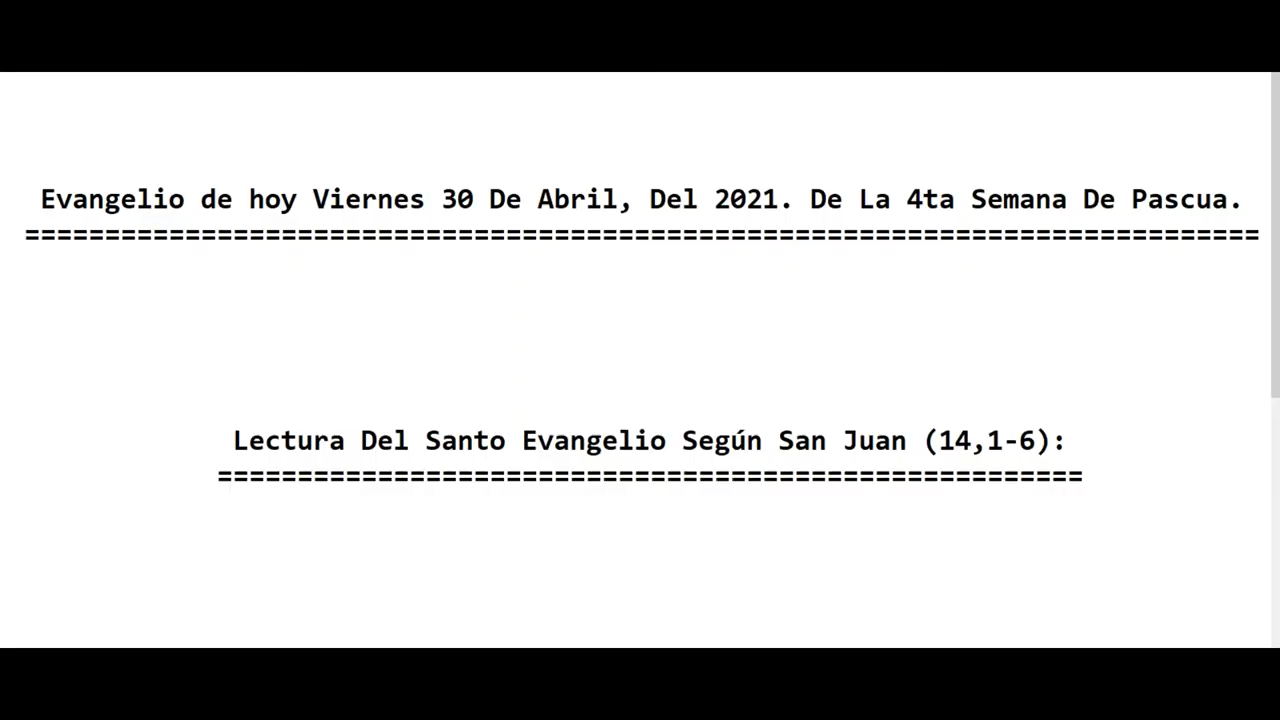 Evangelio de hoy Viernes 30 De Abril, Del 2021. De La 4ta Semana De Pascua.
=============================================================================
Lectura Del Santo Evangelio Según San Juan (14,1-6):
======================================================